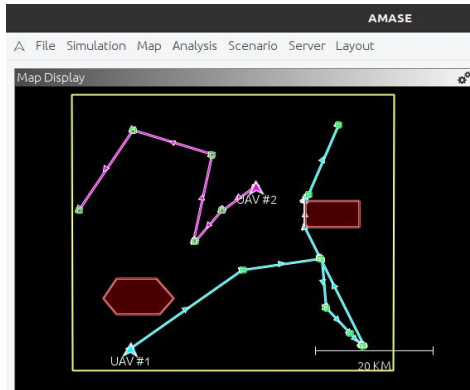 AMASE
File Simulation Map Analysis Scenario Server Layout
Map Display
UAV #2
UAV #1
20 KM